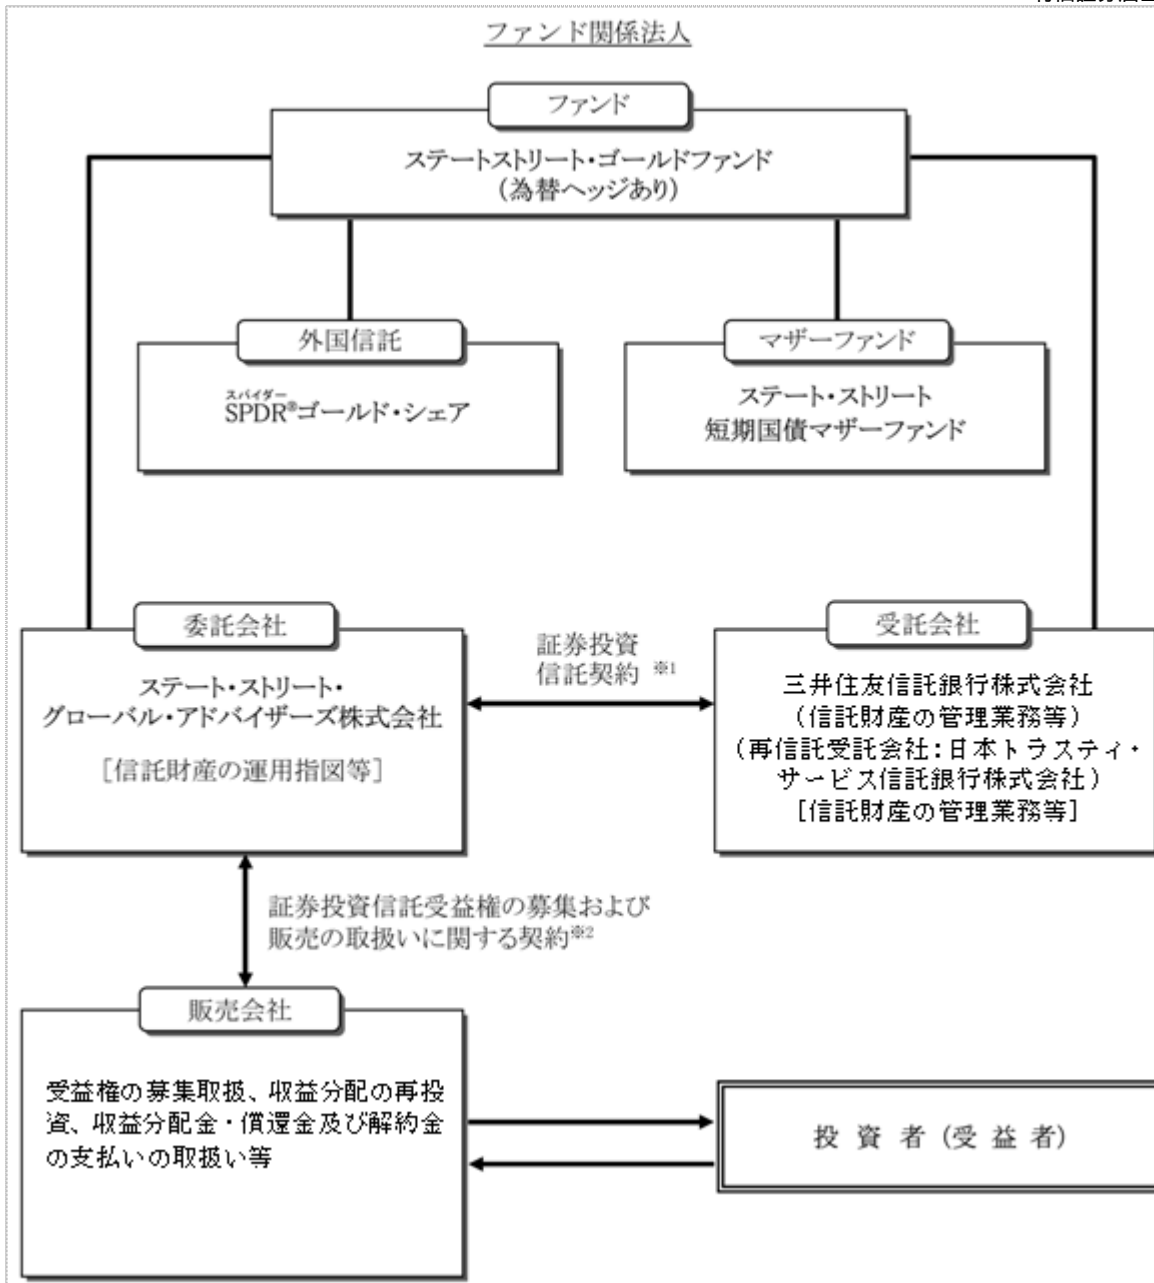 ファンド関係法人
ファンド
ステートストリート・ゴールドファンド
(為替ヘッジあり)
外国信託
スパイダー
SPDR®ゴールド・シェア
マザーファンド
ステート・ストリート
短期国債マザーファンド
委託会社
ステート・ストリート・
グローバル・アドバイザーズ株式会社
[信託財産の運用指図等]
証券投資
信託契約 ※1
受託会社
三井住友信託銀行株式会社
(信託財産の管理業務等)
(再信託受託会社:日本トラスティ・
サービス信託銀行株式会社)
[信託財産の管理業務等]
証券投資信託受益権の募集および
販売の取扱いに関する契約※2
販売会社
受益権の募集取扱、収益分配の再投
資、収益分配金・償還金及び解約金
の支払いの取扱い等
投資者(受益者)